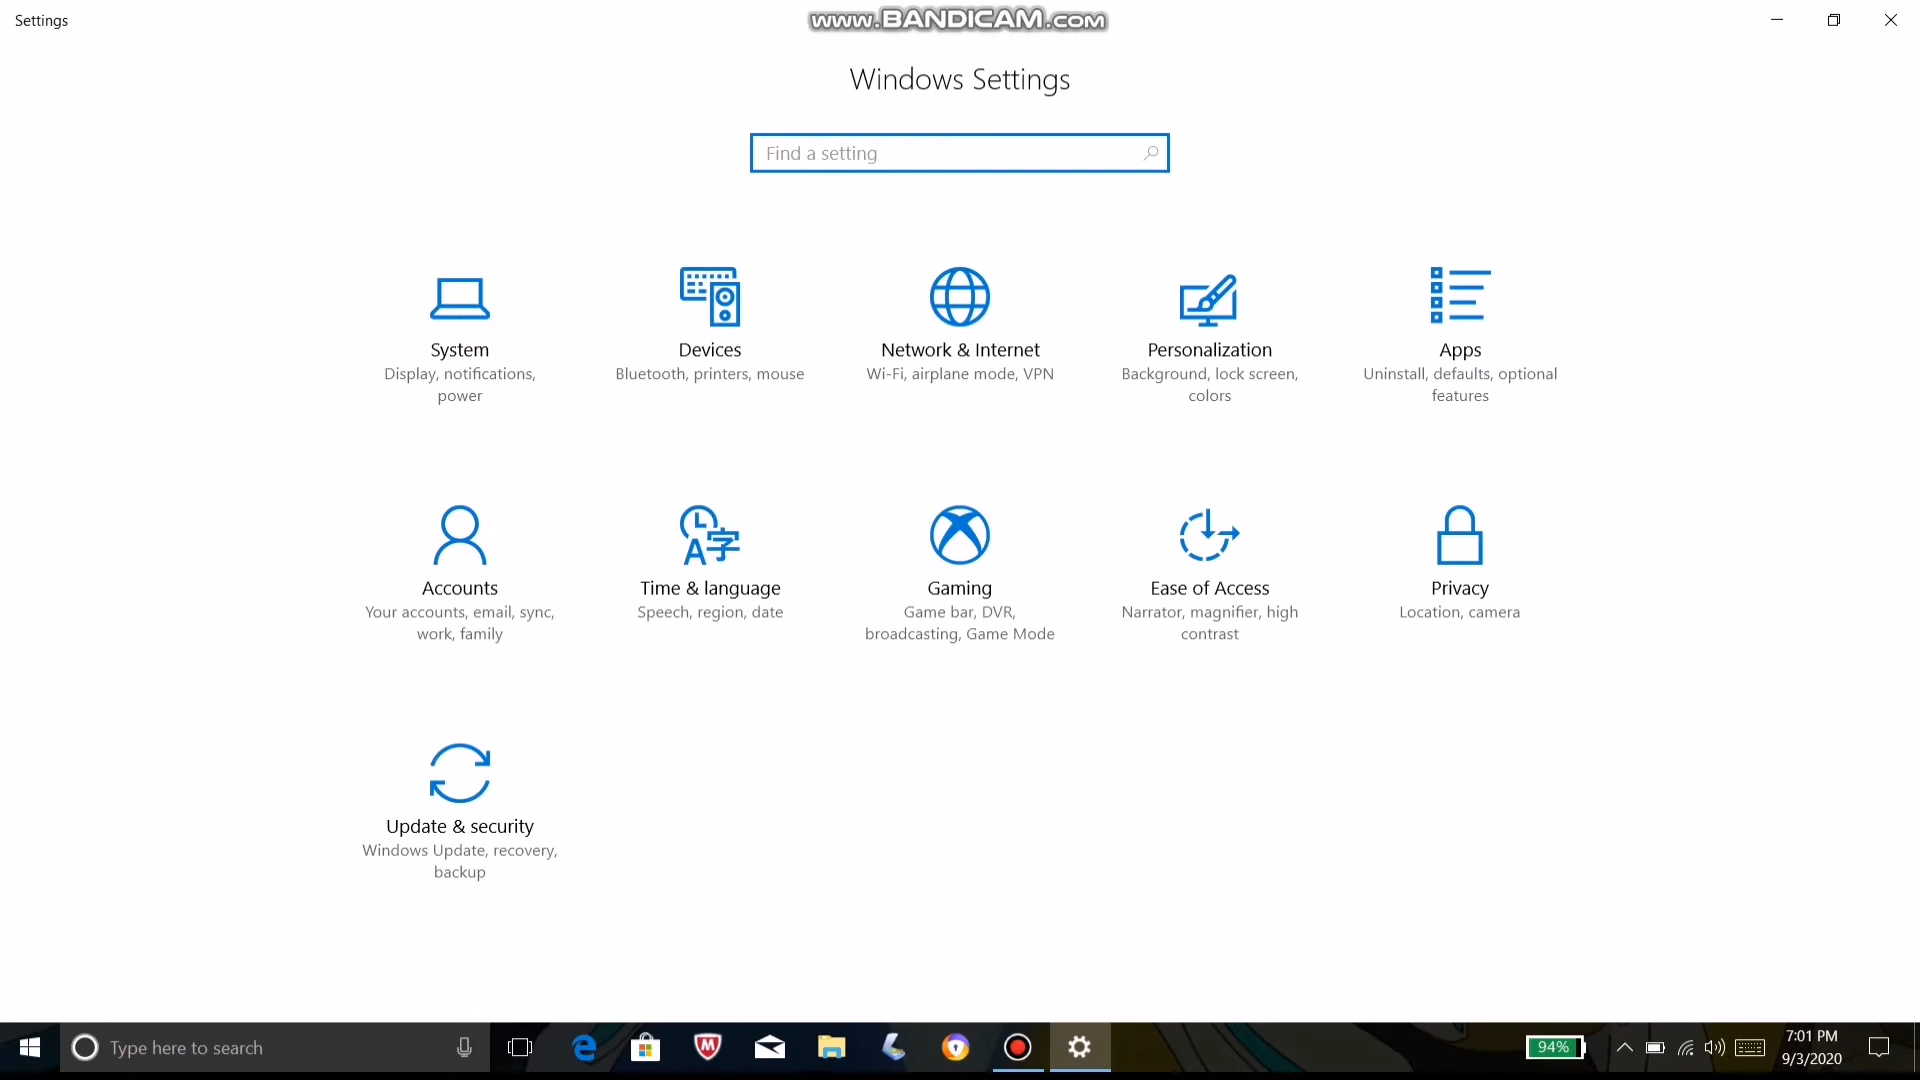 Settings
www.BANDICAM.com
Windows Settings
Find a setting
System
Display, notifications,
power
Devices
Bluetooth, printers, mouse
Network & Internet
Wi-Fi, airplane mode, VPN
Personalization
Background, lock screen,
colors
Apps
Uninstall, defaults, optional
features
Accounts
Your accounts, email, sync,
work, family
Time & language
Speech, region, date
Gaming
Game bar, DVR,
broadcasting, Game Mode
Ease of Access
Narrator, magnifier, high
contrast
Privacy
Location, camera
Update & security
Windows Update, recovery,
backup
Type here to search
94%
7:01 PM
9/3/2020